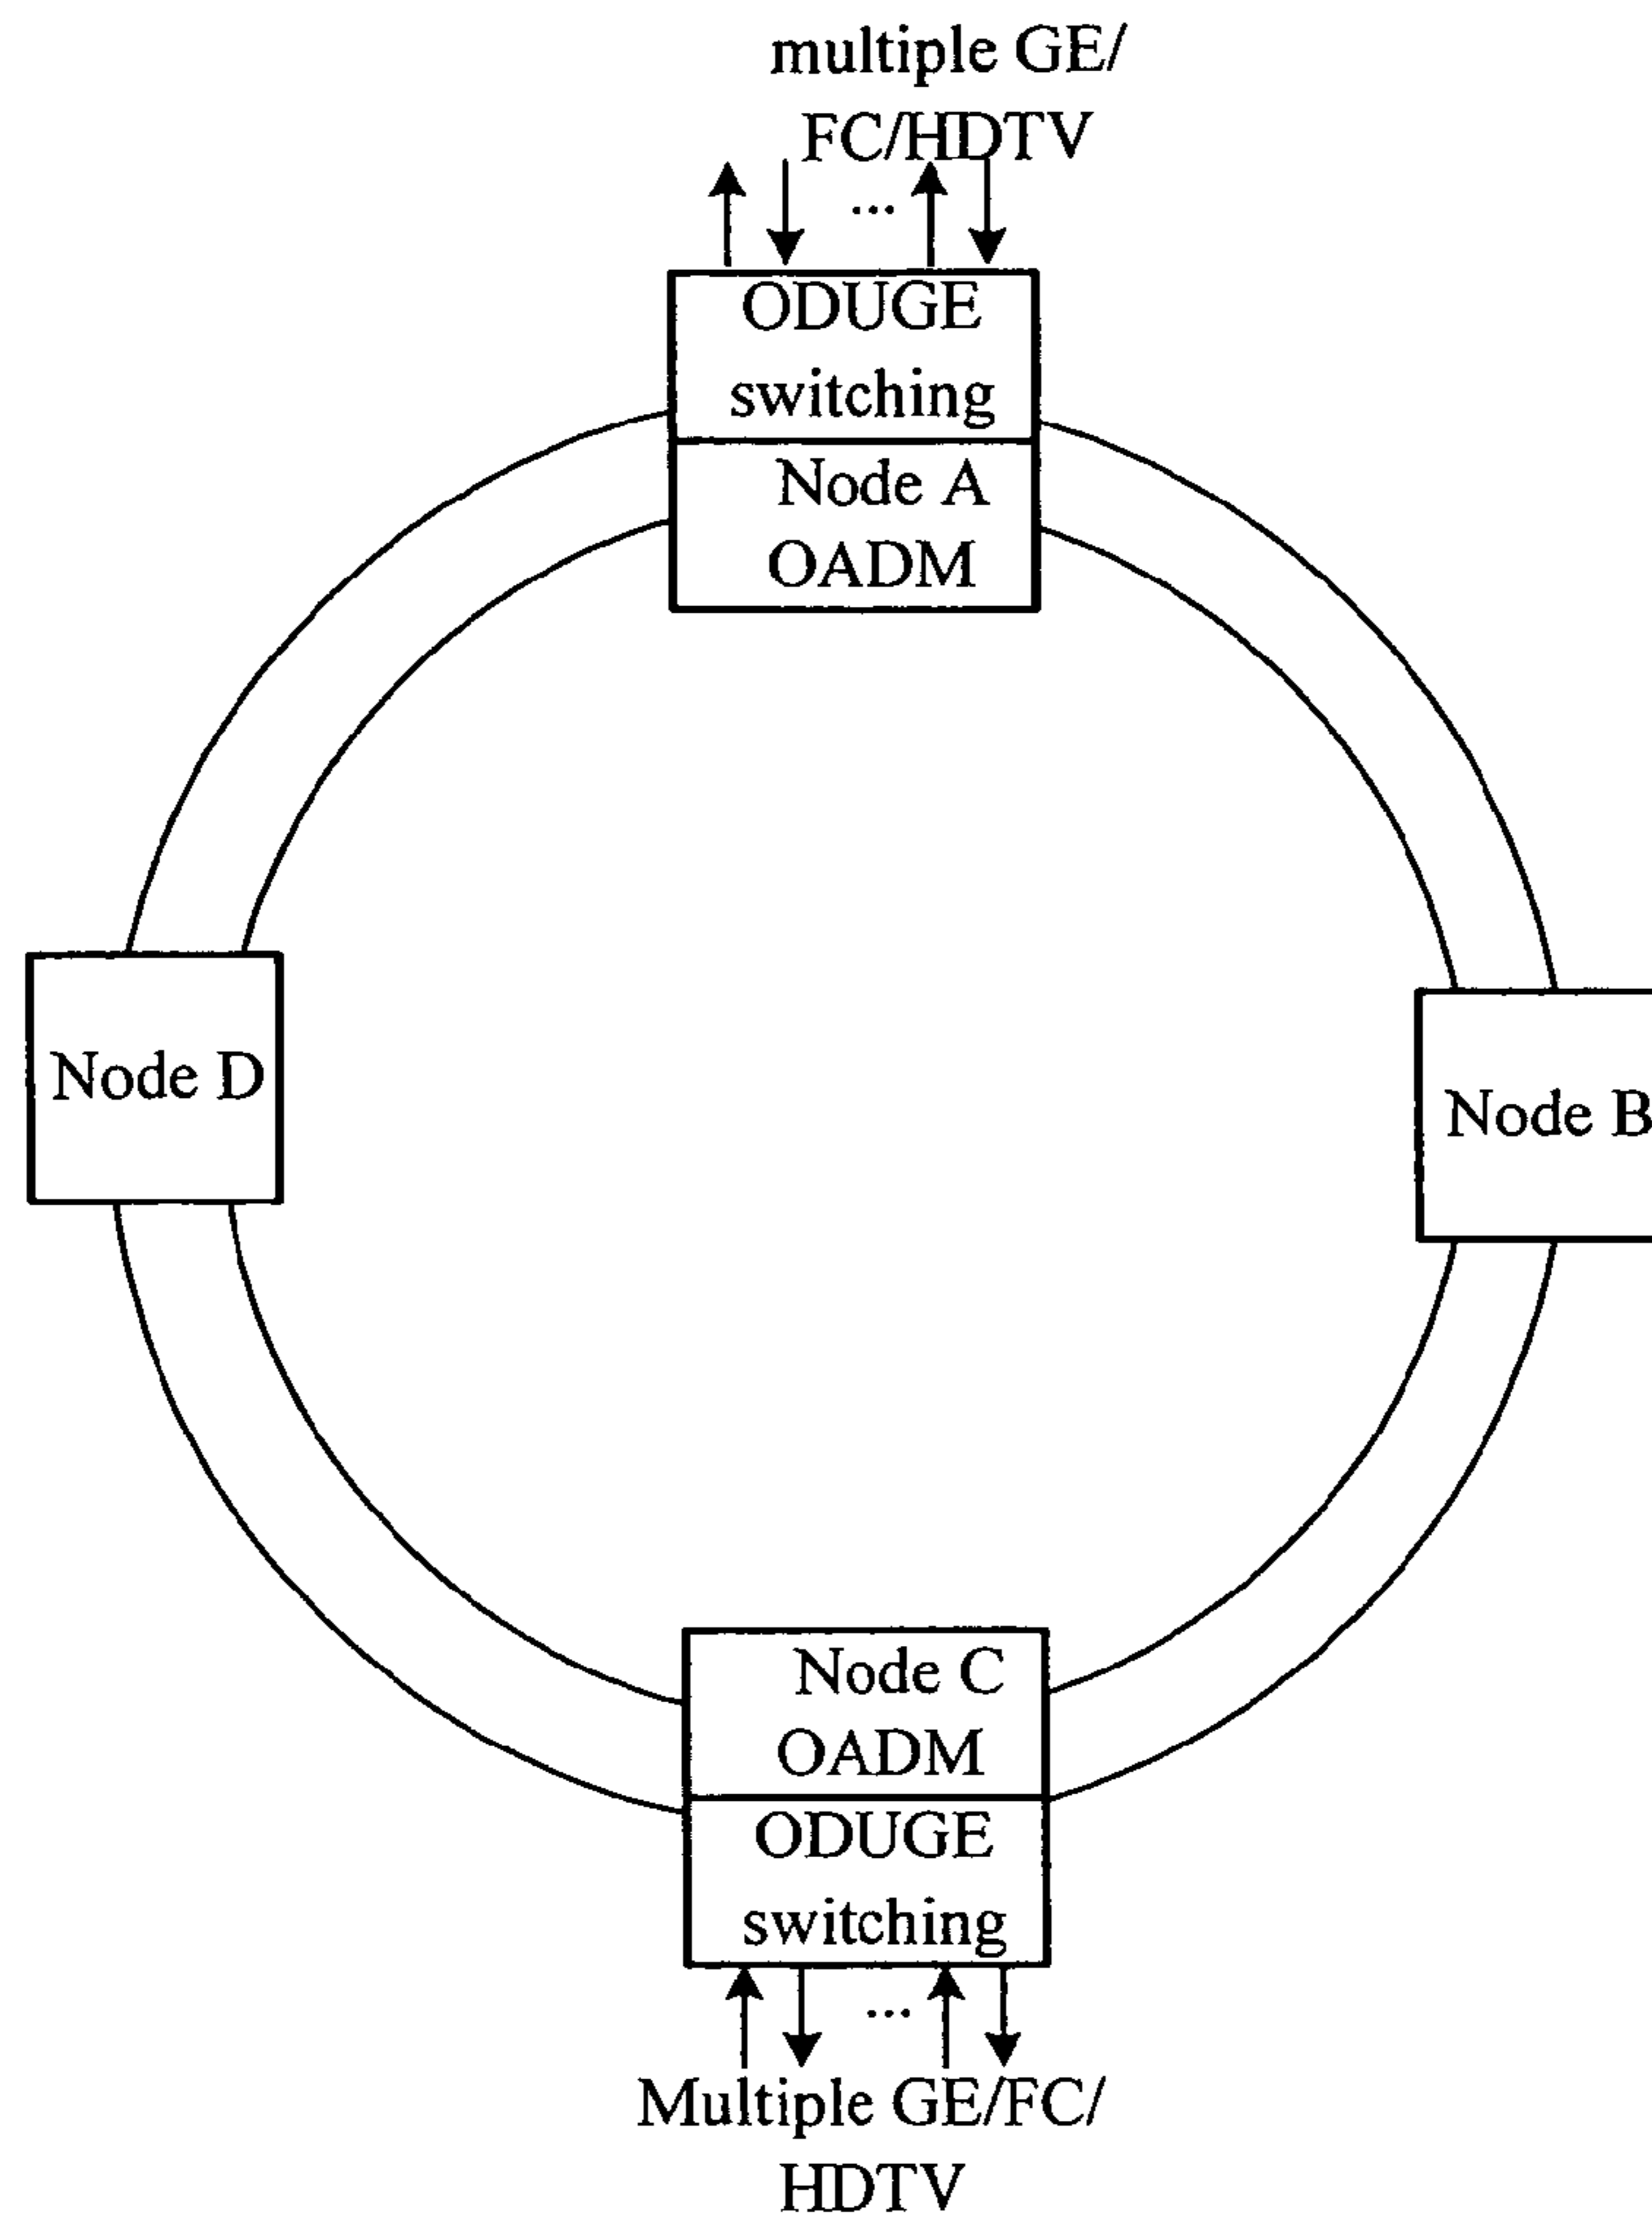 multiple GE/
FC/HDTV
...
ODUGE
switching
Node A
OADM
Node D
Node B
Node C
OADM
ODUGE
switching
...
Multiple GE/FC/
HDTV